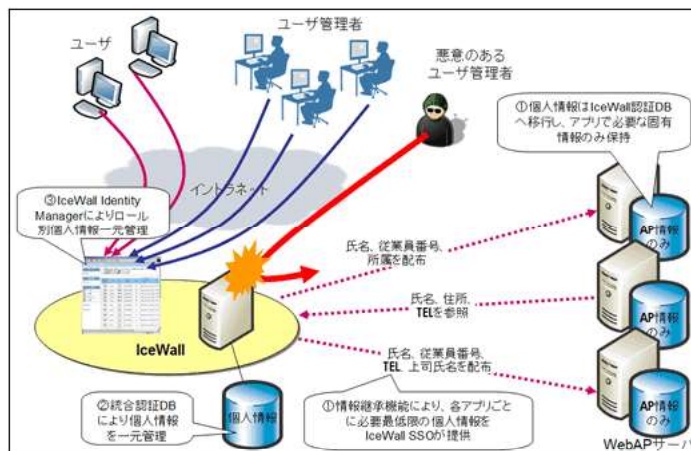 ユーザ
ユーザ管理者
悪意のある
ユーザ管理者
①個人情報はIceWall認証DB
へ移行し、アプリで必要な固有
情報のみ保持
イントラネット
③IceWall Identity
Managerによりロール
別個人情報一元管理
AP情報
のみ
氏名、従業員番号、
所属を配布
氏名、住所、
TELを参照
AP情報
のみ
IceWall
氏名、従業員番号、
TEL、上司氏名を配布
AP情報
のみ
②統合認証DB
により個人情報
を一元管理
個人情報
①情報継承機能により、各アプリごと
に必要最低限の個人情報を
IceWall SSOが提供
WebAPサーバ